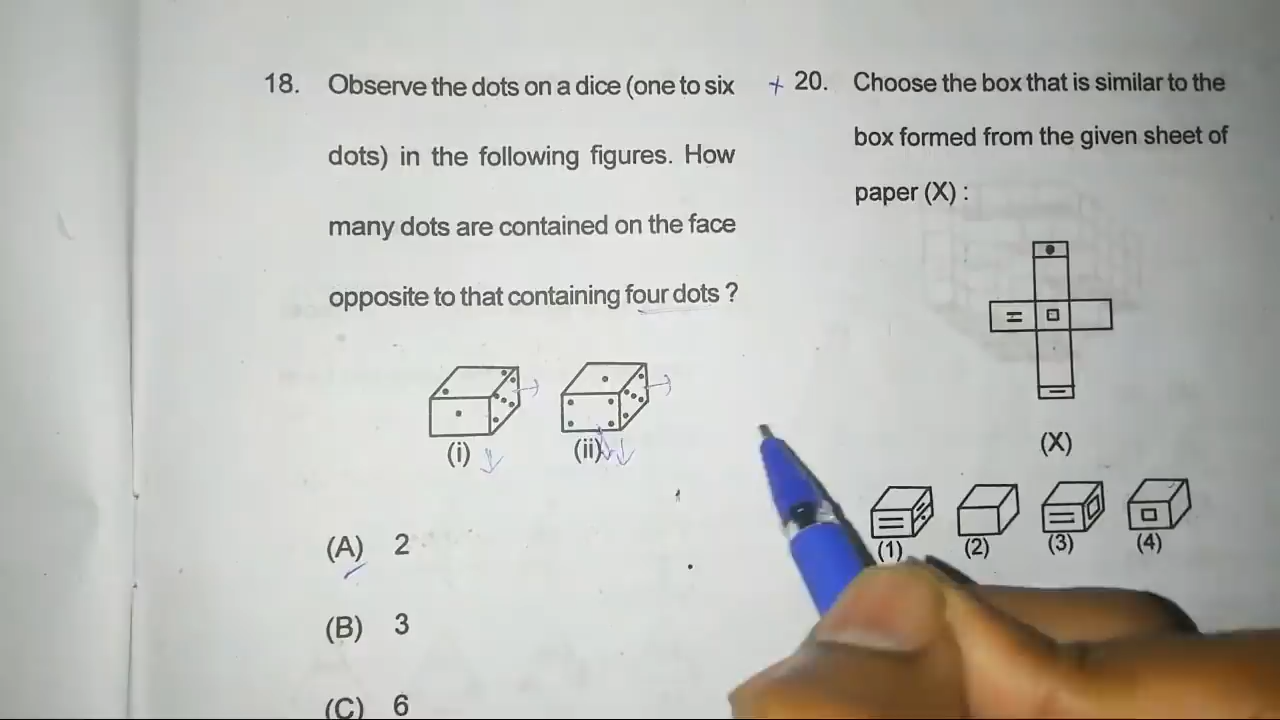 18. Observe the dots on a dice (one to six
dots) in the following figures. How
many dots are contained on the face
opposite to that containing four dots ?
(i)
(ii)
(A) 2
(B) 3
(C) 6
+ 20. Choose the box that is similar to the
box formed from the given sheet of
paper (X) :
(X)
(1) (2) (3) (4)